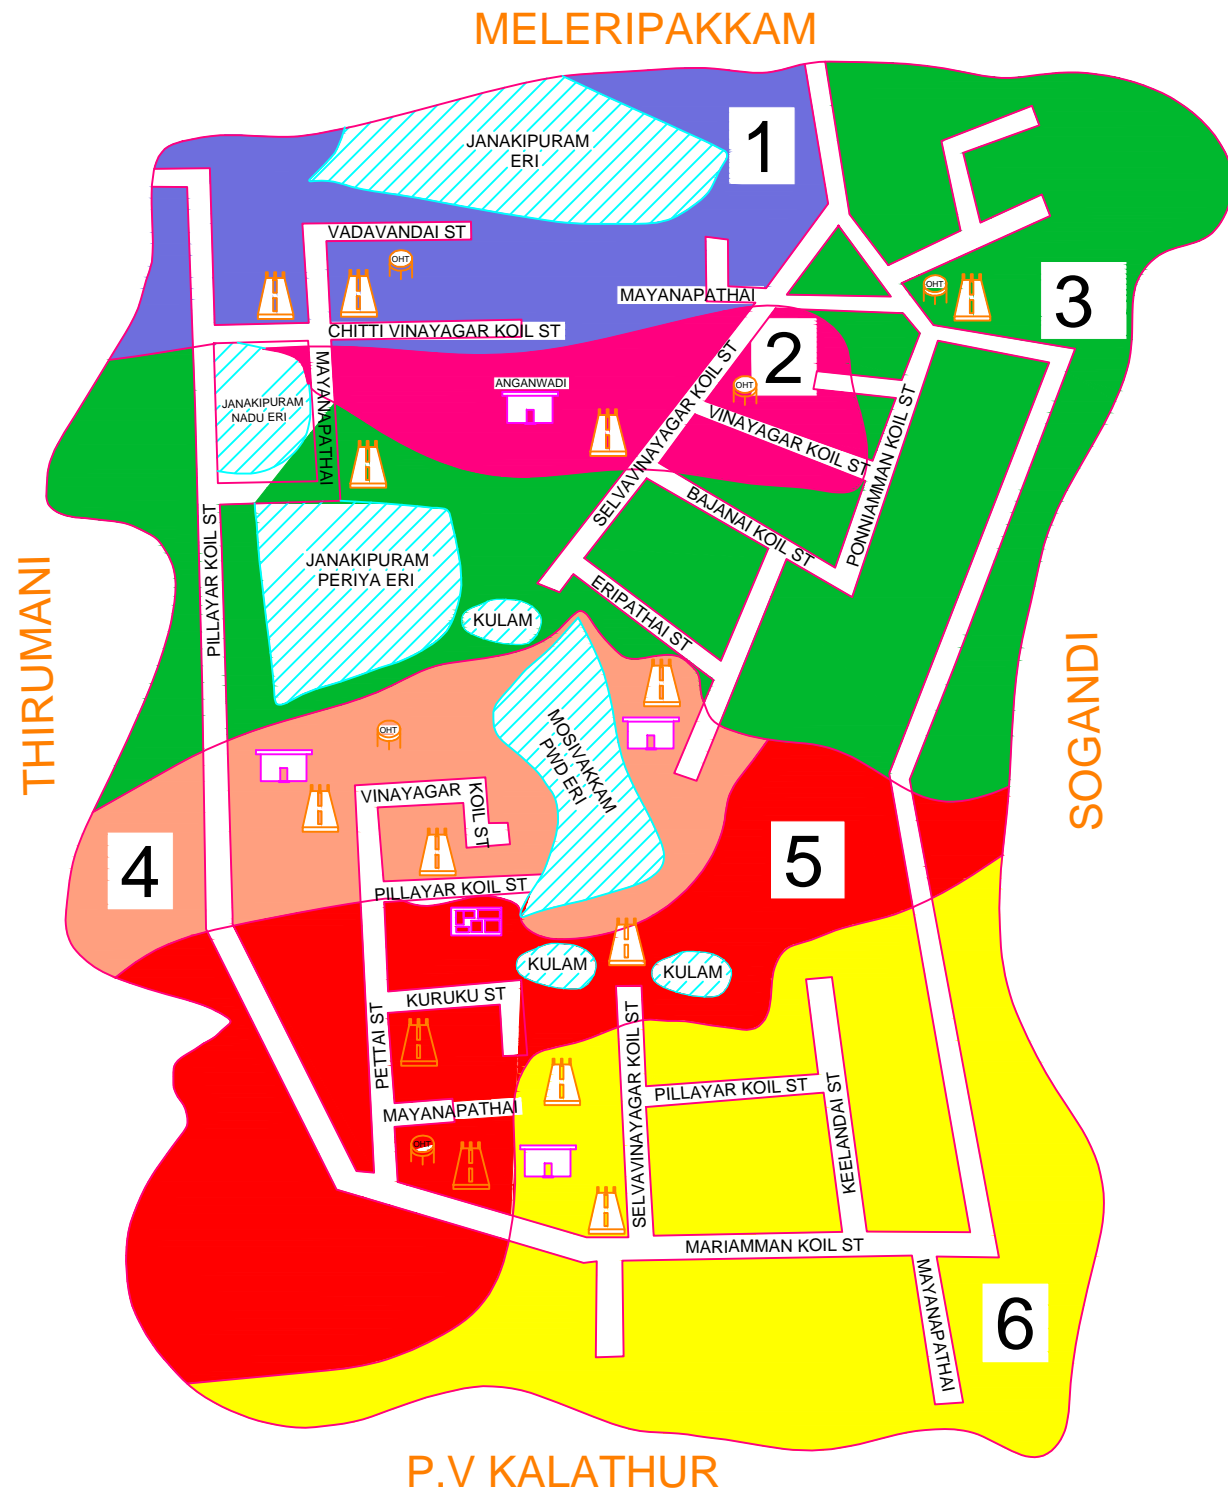 MELERIPAKKAM
JANAKIPURAM
ERI
1
VADAVANDAI ST
OHT
MAYANAPATHAI
OHT
3
CHITTI VINAYAGAR KOIL ST
2
MAYANAPATHAI
ANGANWADI
OHT
JANAKIPURAM
NADU ERI
SELVAVINAYAGAR KOIL ST
VINAYAGAR KOIL ST
PONNIAMMAN KOIL ST
BAJANAI KOIL ST
PILLAYAR KOIL ST
JANAKIPURAM
PERIYA ERI
KULAM
ERIPATHAI ST
THIRUMANI
SOGANDI
OHT
MOSIVAKKAM
PWD ERI
VINAYAGAR
KOIL ST
4
5
PILLAYAR KOIL ST
KULAM
KULAM
KURUKU ST
PETTAI ST
SELVAVINAYAGAR KOIL ST
PILLAYAR KOIL ST
KEELANDAI ST
MAYANAPATHAI
OHT
MARIAMMAN KOIL ST
MAYANAPATHAI
6
P.V KALATHUR